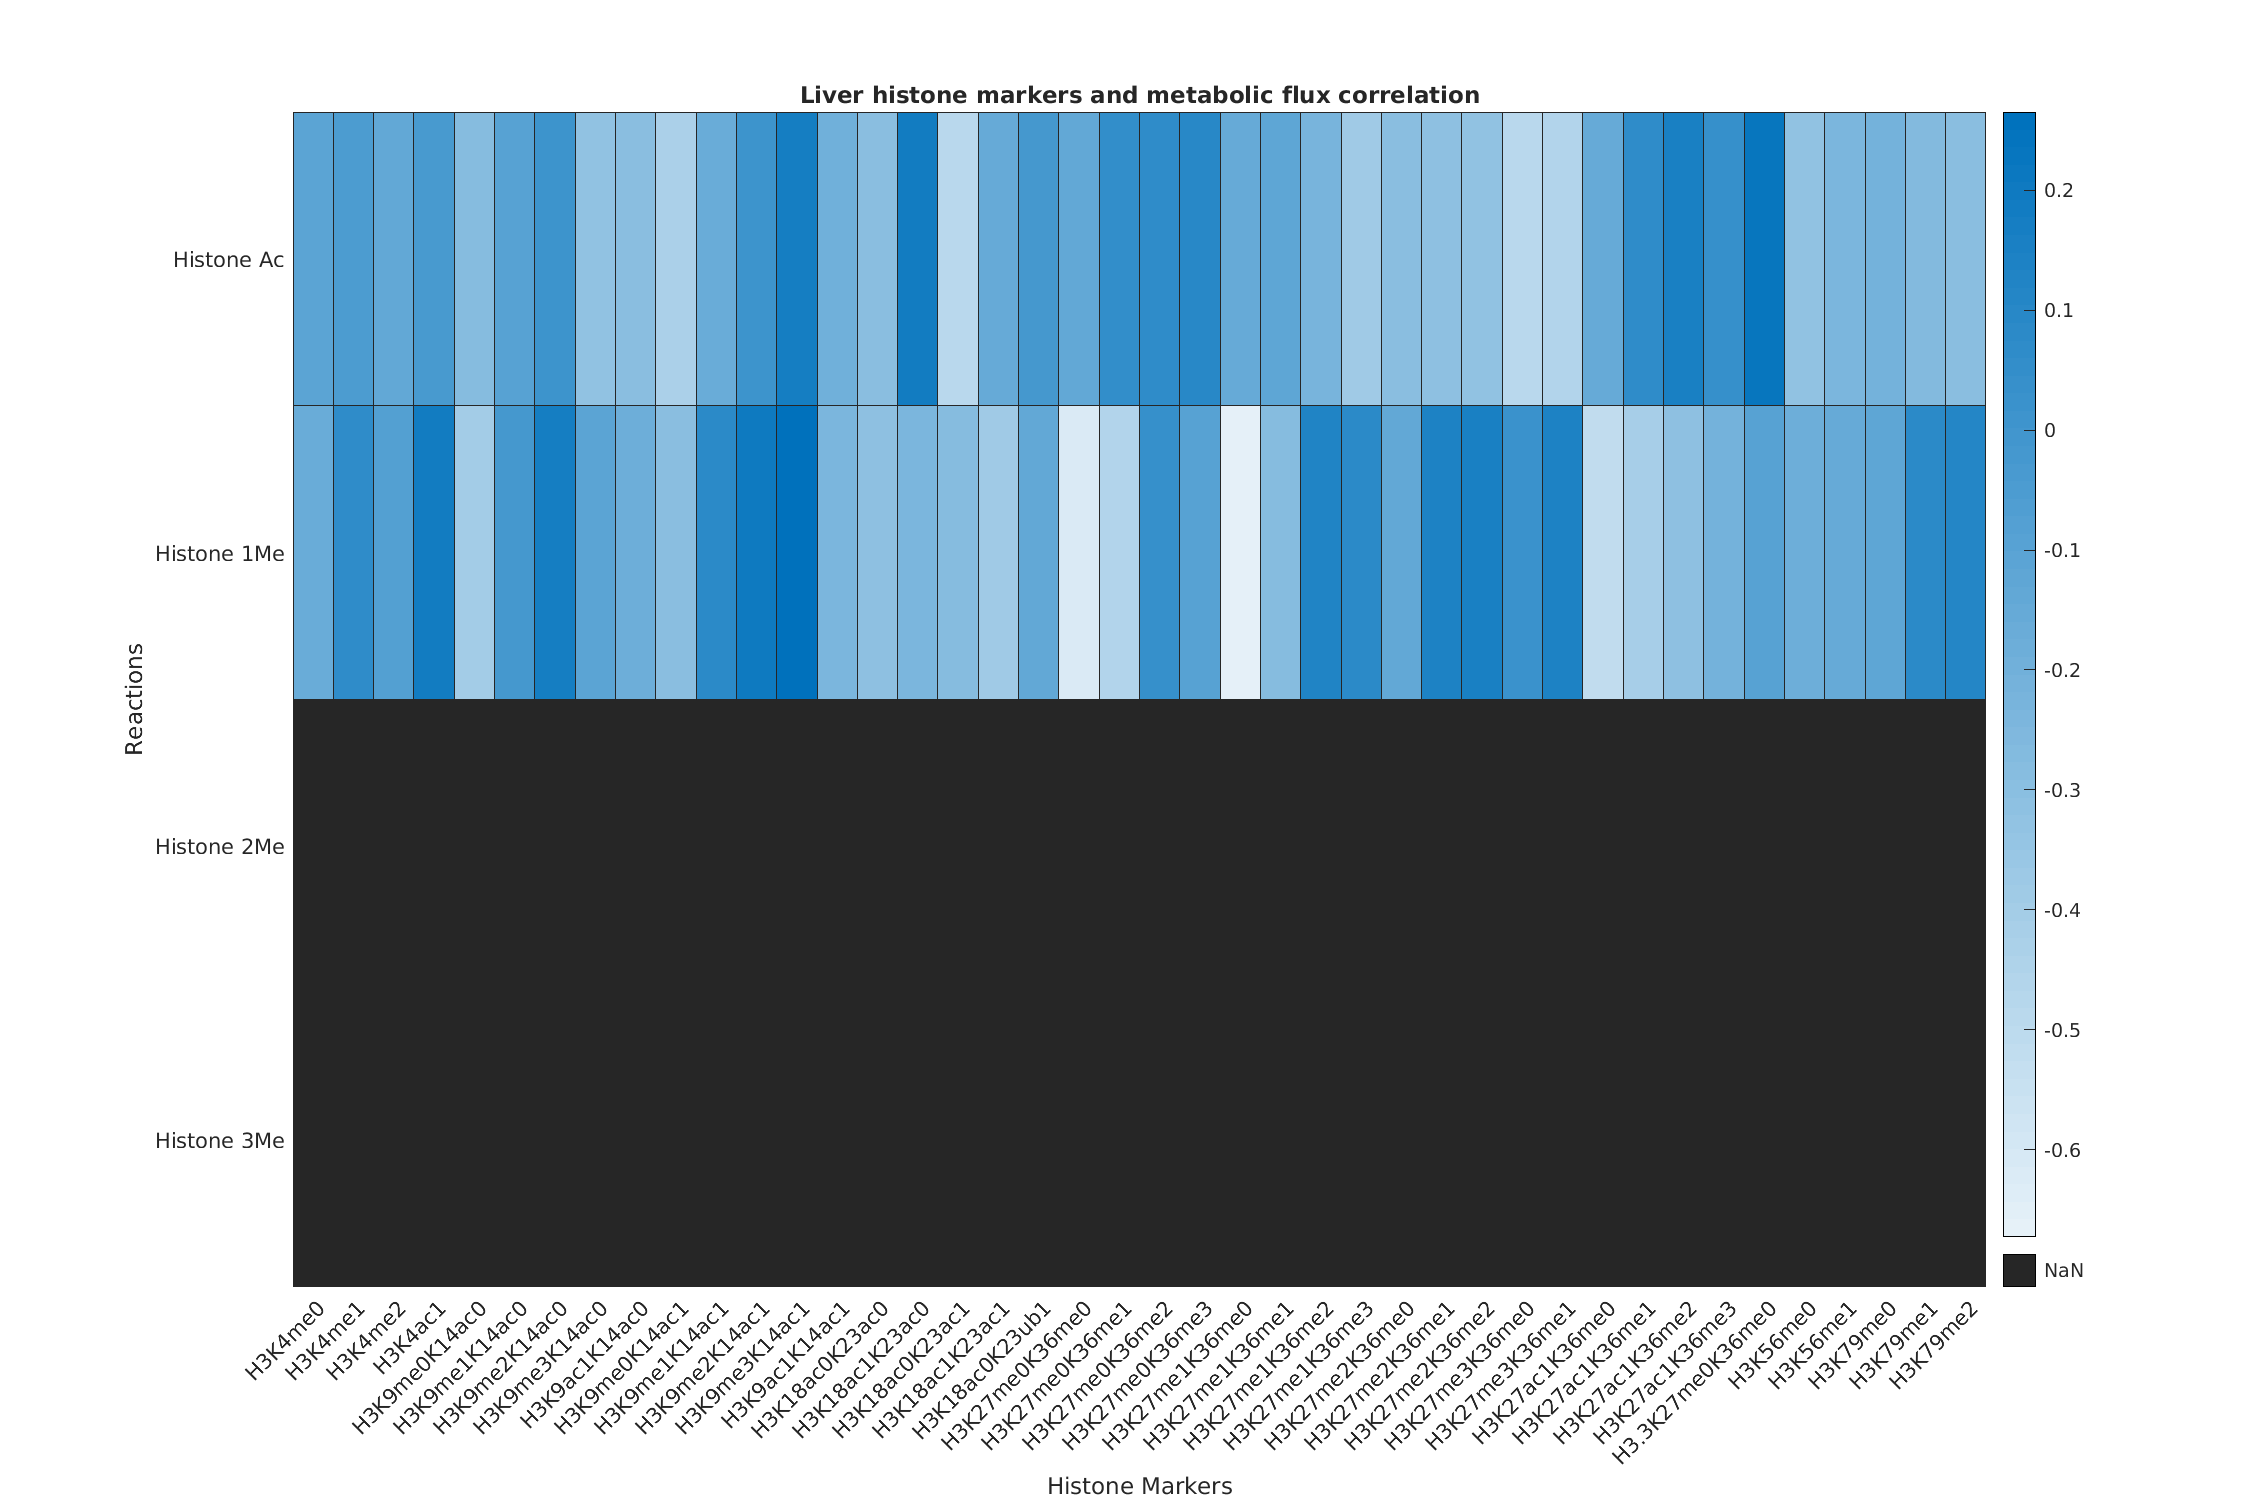 Liver histone markers and metabolic flux correlation
Reactions
Histone Ac
Histone 1Me
Histone 2Me
Histone 3Me
0.2
0.1
0
-0.1
-0.2
-0.3
-0.4
-0.5
-0.6
NaN
H3K4me0
H3K4me1
H3K4me2
H3K4ac1
H3K9me0K14ac0
H3K9me1K14ac0
H3K9me2K14ac0
H3K9me3K14ac0
H3K9ac1K14ac0
H3K9me0K14ac1
H3K9me1K14ac1
H3K9me2K14ac1
H3K9me3K14ac1
H3K9ac1K14ac1
H3K18ac0K23ac0
H3K18ac1K23ac0
H3K18ac0K23ac1
H3K18ac1K23ac1
H3K18ac0K23ub1
H3K27me0K36me0
H3K27me0K36me1
H3K27me0K36me2
H3K27me0K36me3
H3K27me1K36me0
H3K27me1K36me1
H3K27me1K36me2
H3K27me1K36me3
H3K27me2K36me0
H3K27me2K36me1
H3K27me2K36me2
H3K27me3K36me0
H3K27me3K36me1
H3K27ac1K36me0
H3K27ac1K36me1
H3K27ac1K36me2
H3K27ac1K36me3
H3.3K27me0K36me0
H3K56me0
H3K56me1
H3K79me0
H3K79me1
H3K79me2
Histone Markers